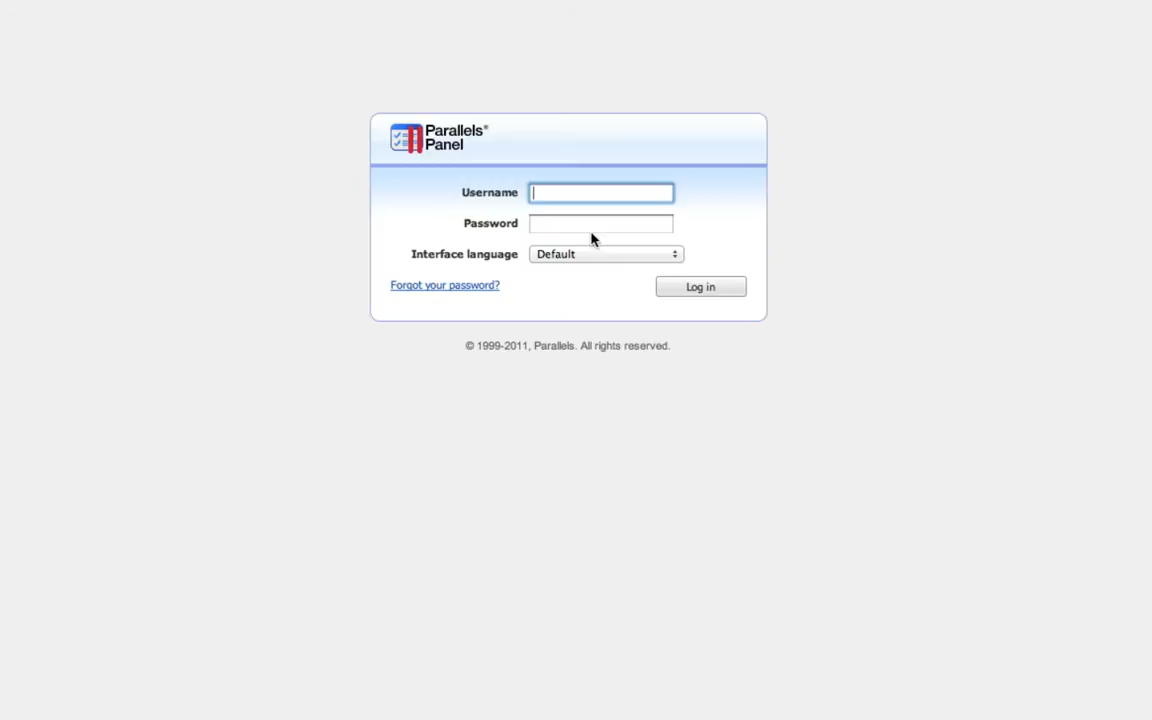 Parallels®
Panel
Username
Password
Interface language Default
Forgot your password? Log in
© 1999-2011, Parallels. All rights reserved.